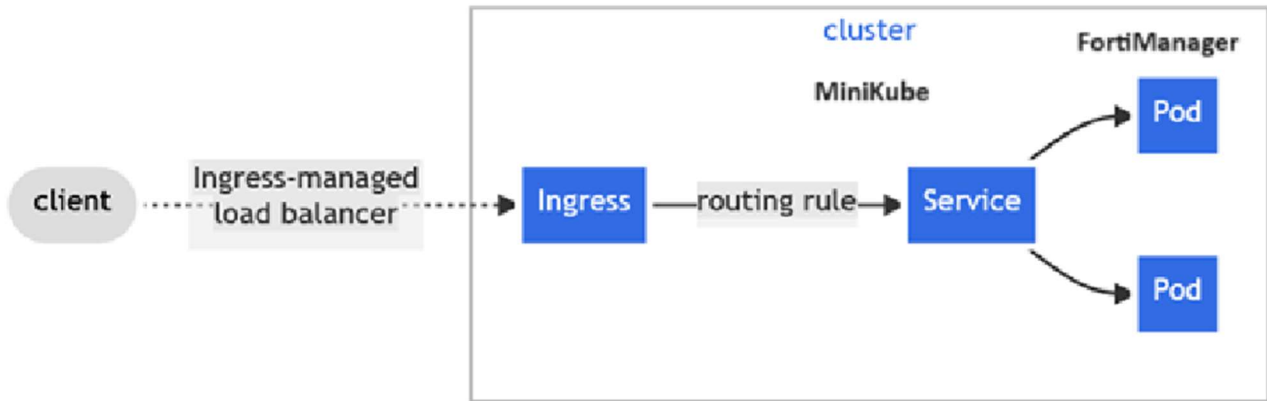 cluster
FortiManager
MiniKube
Pod
client
Ingress-managed
load balancer
Ingress
routing rule
Service
Pod